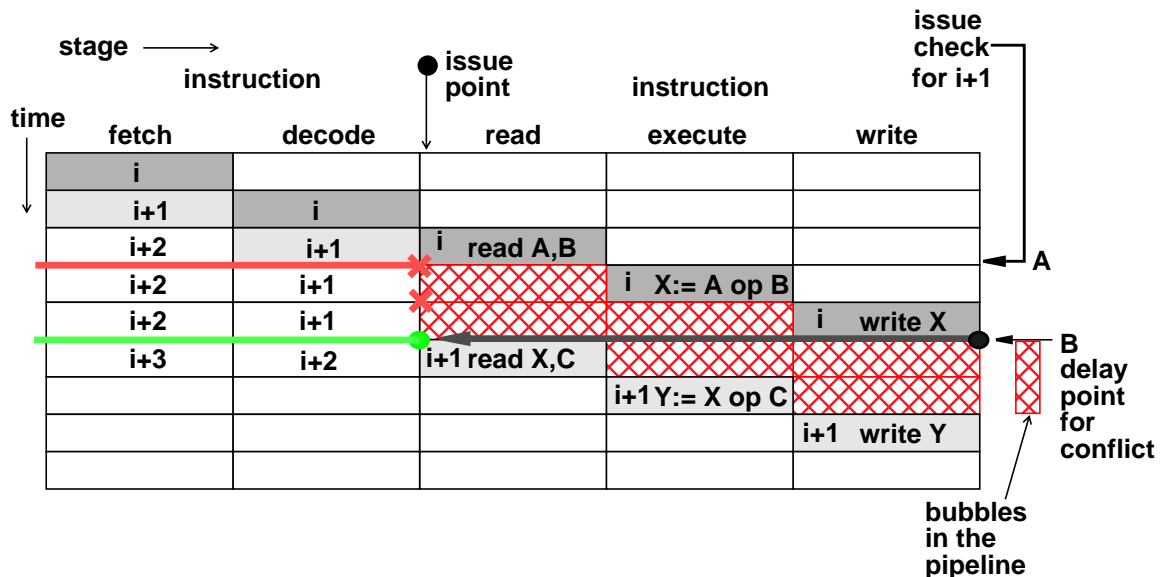 stage
issue
point
issue
check
for i+1
instruction
instruction
time
fetch decode read execute write
i
i+1 i
i+2 i+1 i read A,B
A
i+2 i+1 i X:= A op B
i+2 i+1 i write X
B
delay
point
for
conflict
i+3 i+2 i+1 read X,C
i+1 Y:= X op C
i+1 write Y
bubbles
in the
pipeline